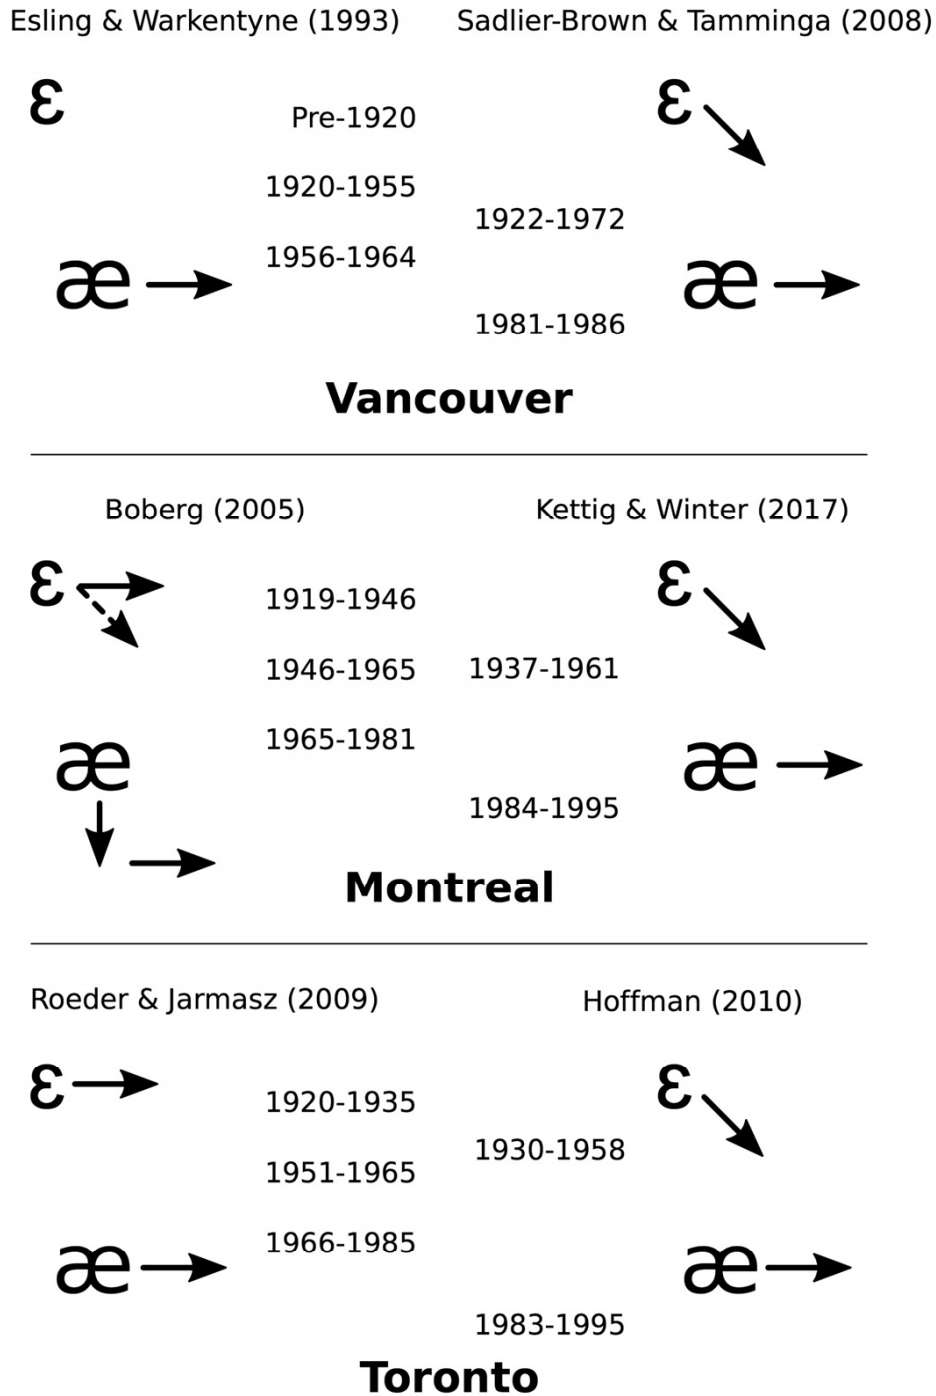 Esling & Warkentyne (1993)
Sadlier-Brown & Tamminga (2008)
ɛ
Pre-1920
1920-1955
1956-1964
æ
ɛ
1922-1972
1981-1986
æ
Vancouver
Boberg (2005)
Kettig & Winter (2017)
ɛ
1919-1946
1946-1965
1965-1981
æ
ɛ
1937-1961
1984-1995
æ
Montreal
Roeder & Jarmasz (2009)
Hoffman (2010)
ɛ
1920-1935
1951-1965
1966-1985
æ
ɛ
1930-1958
1983-1995
æ
Toronto